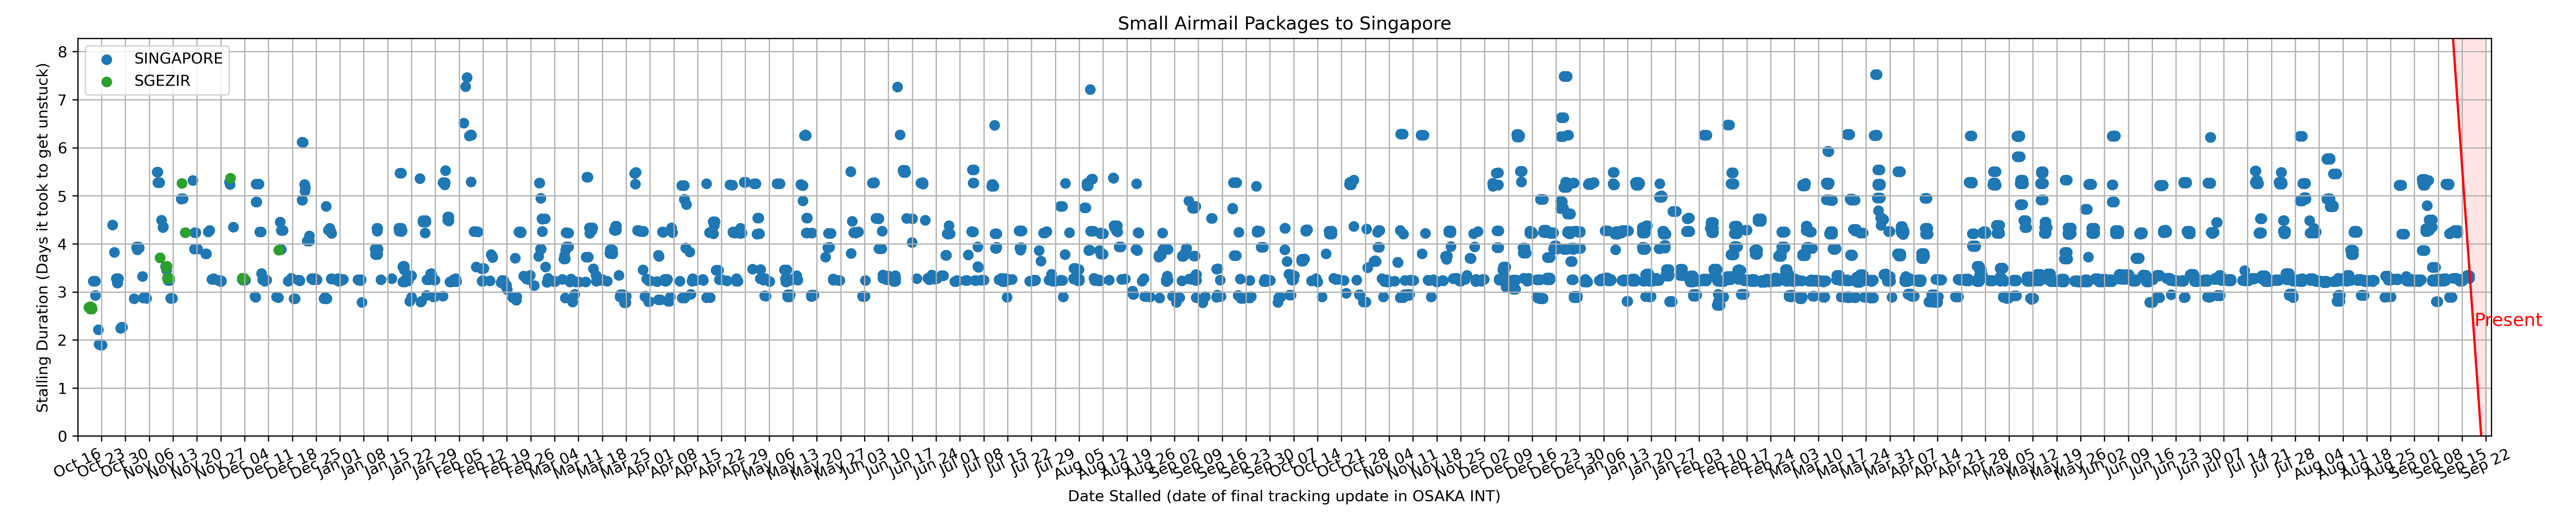 Small Airmail Packages to Singapore
SINGAPORE
SGEZIR
8
7
6
5
4
3
2
1
0
Stalling Duration (Days it took to get unstuck)
Present
Oct 16
Oct 23
Oct 30
Nov 06
Nov 13
Nov 20
Nov 27
Dec 04
Dec 11
Dec 18
Dec 25
Jan 01
Jan 08
Jan 15
Jan 22
Jan 29
Feb 05
Feb 12
Feb 19
Feb 26
Mar 04
Mar 11
Mar 18
Mar 25
Apr 01
Apr 08
Apr 15
Apr 22
Apr 29
May 06
May 13
May 20
May 27
Jun 03
Jun 10
Jun 17
Jun 24
Jul 01
Jul 08
Jul 15
Jul 22
Jul 29
Aug 05
Aug 12
Aug 19
Aug 26
Sep 02
Sep 09
Sep 16
Sep 23
Sep 30
Oct 07
Oct 14
Oct 21
Oct 28
Nov 04
Nov 11
Nov 18
Nov 25
Dec 02
Dec 09
Dec 16
Dec 23
Dec 30
Jan 06
Jan 13
Jan 20
Jan 27
Feb 03
Feb 10
Feb 17
Feb 24
Mar 03
Mar 10
Mar 17
Mar 24
Mar 31
Apr 07
Apr 14
Apr 21
Apr 28
May 05
May 12
May 19
May 26
Jun 02
Jun 09
Jun 16
Jun 23
Jun 30
Jul 07
Jul 14
Jul 21
Jul 28
Aug 04
Aug 11
Aug 18
Aug 25
Sep 01
Sep 08
Sep 15
Sep 22
Date Stalled (date of final tracking update in OSAKA INT)